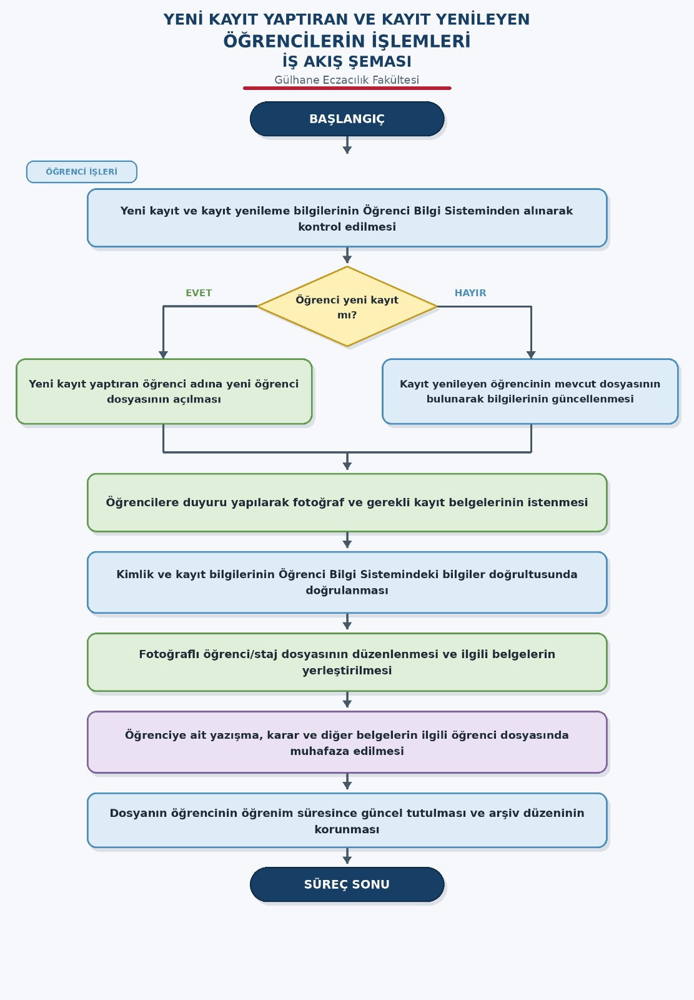 YENİ KAYIT YAPTIRAN VE KAYIT YENİLEYEN
ÖĞRENCİLERİN İŞLEMLERİ
İŞ AKIŞ ŞEMASI
Gülhane Eczacılık Fakültesi
BAŞLANGIÇ
ÖĞRENCİ İŞLERİ
Yeni kayıt ve kayıt yenileme bilgilerinin Öğrenci Bilgi Sisteminden alınarak
kontrol edilmesi
Öğrenci yeni kayıt
mı?
EVET
HAYIR
Yeni kayıt yaptıran öğrenci adına yeni öğrenci
dosyasının açılması
Kayıt yenileyen öğrencinin mevcut dosyasının
bulunarak bilgilerinin güncellenmesi
Öğrencilere duyuru yapılarak fotoğraf ve gerekli kayıt belgelerinin istenmesi
Kimlik ve kayıt bilgilerinin Öğrenci Bilgi Sistemindeki bilgiler doğrultusunda
doğrulanması
Fotoğraflı öğrenci/staj dosyasının düzenlenmesi ve ilgili belgelerin
yerleştirilmesi
Öğrenciye ait yazışma, karar ve diğer belgelerin ilgili öğrenci dosyasında
muhafaza edilmesi
Dosyanın öğrencinin öğrenim süresince güncel tutulması ve arşiv düzeninin
korunması
SÜREÇ SONU